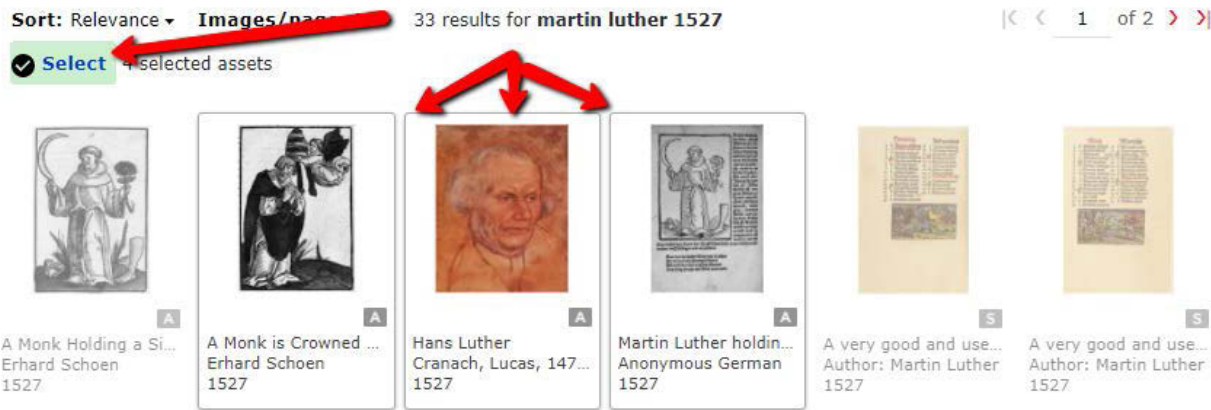 Sort: Relevance Images/page 33 results for martin luther 1527 1 of 2
Select 4 selected assets
A
A Monk Holding a Si...
Erhard Schoen
1527
A
A Monk is Crowned ...
Erhard Schoen
1527
A
Hans Luther
Cranach, Lucas, 147...
1527
A
Martin Luther holdin...
Anonymous German
1527
S
A very good and use...
Author: Martin Luther
1527
S
A very good and use...
Author: Martin Luther
1527